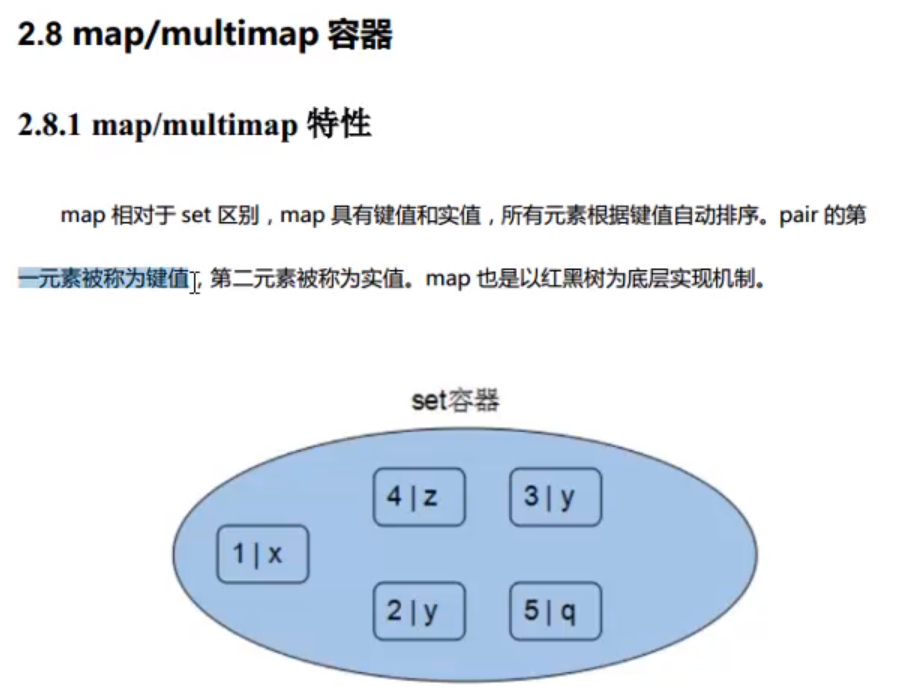 2.8 map/multimap 容器
2.8.1 map/multimap 特性
map 相对于 set 区别，map 具有键值和实值，所有元素根据键值自动排序。pair 的第
一元素被称为键值，第二元素被称为实值。map 也是以红黑树为底层实现机制。
set容器
4 | z
3 | y
1 | x
2 | y
5 | q